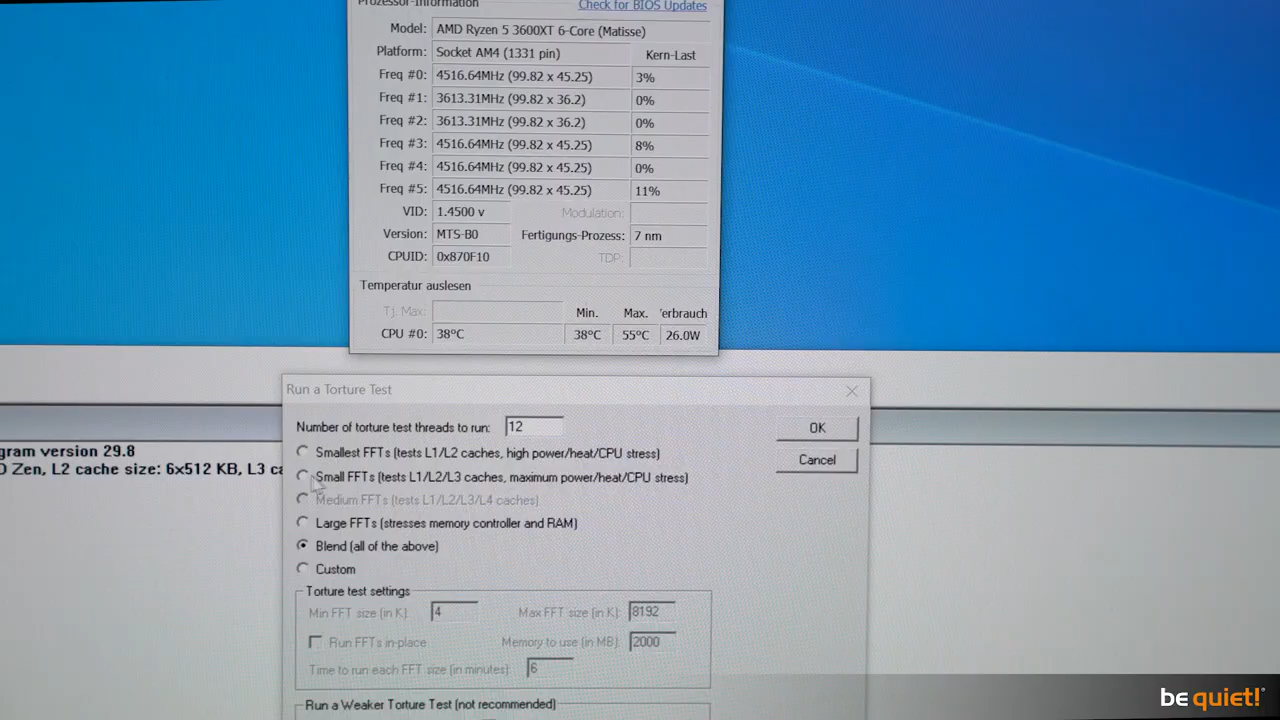 Prozessor-Information
Check for BIOS Updates
Model: AMD Ryzen 5 3600XT 6-Core (Matisse)
Platform: Socket AM4 (1331 pin) Kern-Last
Freq #0: 4516.64MHz (99.82 x 45.25) 3%
Freq #1: 3613.31MHz (99.82 x 36.2) 0%
Freq #2: 3613.31MHz (99.82 x 36.2) 0%
Freq #3: 4516.64MHz (99.82 x 45.25) 8%
Freq #4: 4516.64MHz (99.82 x 45.25) 0%
Freq #5: 4516.64MHz (99.82 x 45.25) 11%
VID: 1.4500 v Modulation:
Version: MTS-B0 Fertigungs-Prozess: 7 nm
CPUID: 0x870F10 TDP:
Temperatur auslesen
Tj. Max: Min. Max. 'erbrauch
CPU #0: 38°C 38°C 55°C 26.0W
Run a Torture Test
Number of torture test threads to run: 12 OK
Smallest FFTs (tests L1/L2 caches, high power/heat/CPU stress)
Cancel
Small FFTs (tests L1/L2/L3 caches, maximum power/heat/CPU stress)
Medium FFTs (tests L1/L2/L3/L4 caches)
Large FFTs (stresses memory controller and RAM)
Blend (all of the above)
Custom
Torture test settings
Min FFT size (in K): 4 Max FFT size (in K): 8192
Run FFTs in-place Memory to use (in MB): 2000
Time to run each FFT size (in minutes): 6
Run a Weaker Torture Test (not recommended)
gram version 29.8
D Zen, L2 cache size: 6x512 KB, L3 ca
be quiet!®